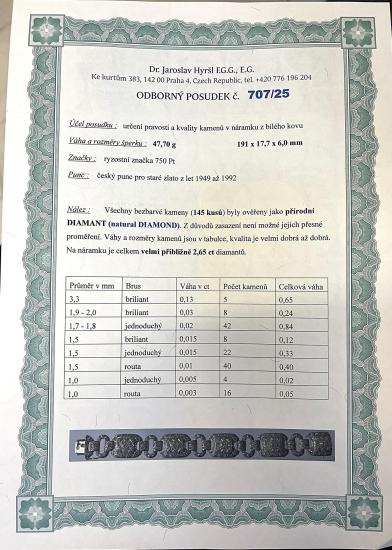 Dr. Jaroslav Hyršl F.G.G., E.G.
Ke kurtům 383, 142 00 Praha 4, Czech Republic, tel. +420 776 196 204
ODBORNÝ POSUDEK č. 707/25
Účel posudku : určení pravosti a kvality kamenů v náramku z bílého kovu
Váha a rozměry šperku : 47,70 g 191 x 17,7 x 6,0 mm
Značky : ryzostní značka 750 Pt
Punc : český punc pro staré zlato z let 1949 až 1992
Nález : Všechny bezbarvé kameny (145 kusů) byly ověřeny jako přírodní
DIAMANT (natural DIAMOND). Z důvodů zasazení není možné jejich přesné
proměření. Váhy a rozměry kamenů jsou v tabulce, kvalita je velmi dobrá až dobrá.
Na náramku je celkem velmi přibližně 2,65 ct diamantů.
Průměr v mm Brus Váha v ct Počet kamenů Celková váha
3,3 briliant 0,13 5 0,65
1,9 - 2,0 briliant 0,03 8 0,24
1,7 - 1,8 jednoduchý 0,02 42 0,84
1,5 briliant 0,015 8 0,12
1,5 jednoduchý 0,015 22 0,33
1,5 routa 0,01 40 0,40
1,0 jednoduchý 0,005 4 0,02
1,0 routa 0,003 16 0,05